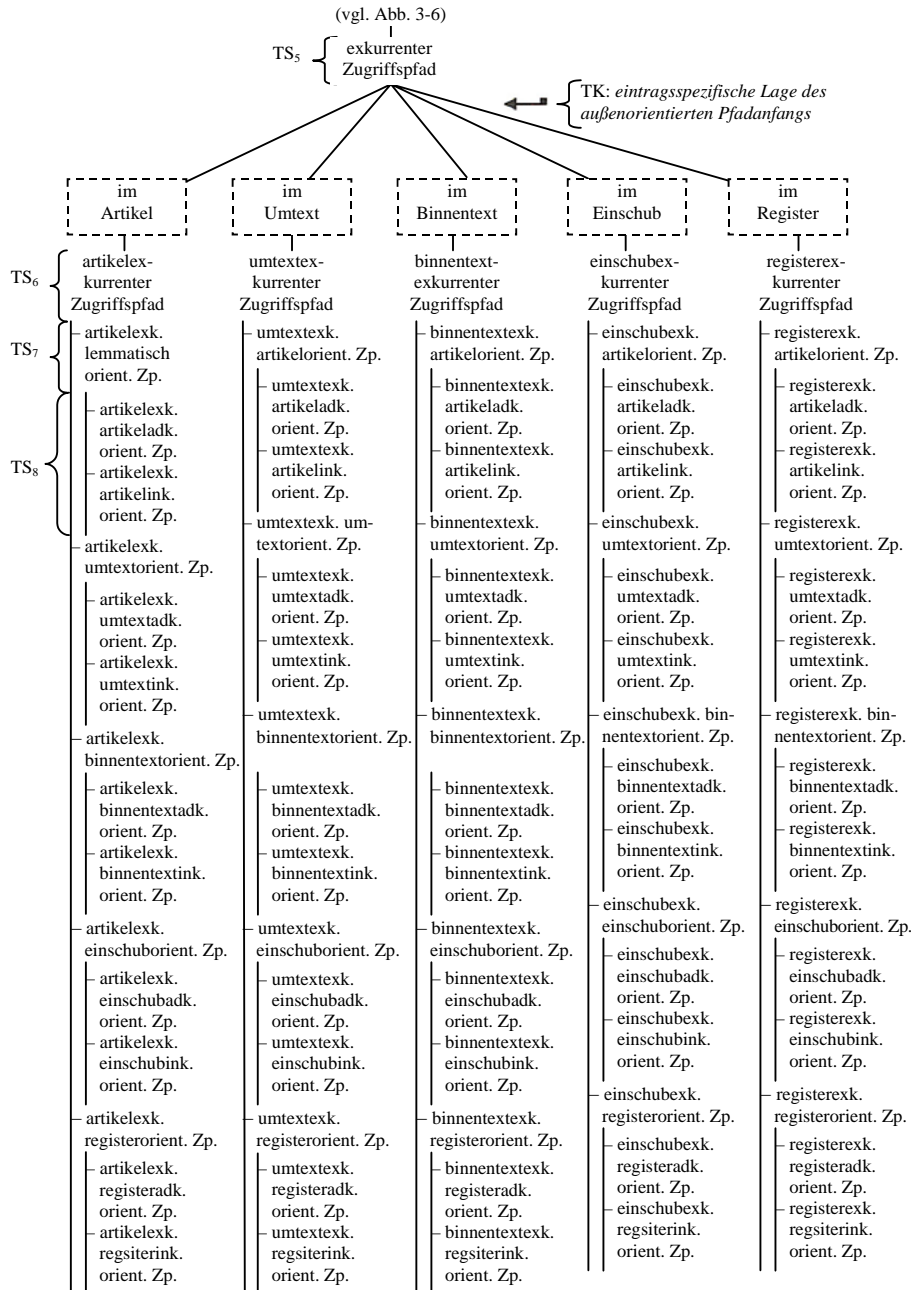 (vgl. Abb. 3-6)
TS5
exkurrenter
Zugriffspfad
TK: eintragsspezifische Lage des
außenorientierten Pfadanfangs
im
Artikel
im
Umtext
im
Binnentext
im
Einschub
im
Register
TS6
TS7
TS8
artikelex-
kurrenter
Zugriffspfad
artikelexk.
lemmatisch
orient. Zp.
artikelexk.
artikeladk.
orient. Zp.
artikelexk.
artikelink.
orient. Zp.
artikelexk.
umtextorient. Zp.
artikelexk.
umtextadk.
orient. Zp.
artikelexk.
umtextink.
orient. Zp.
artikelexk.
binnentextorient. Zp.
artikelexk.
binnentextadk.
orient. Zp.
artikelexk.
binnentextink.
orient. Zp.
artikelexk.
einschuborient. Zp.
artikelexk.
einschubadk.
orient. Zp.
artikelexk.
einschubink.
orient. Zp.
artikelexk.
registerorient. Zp.
artikelexk.
registeradk.
orient. Zp.
artikelexk.
regsiterink.
orient. Zp.
umtextex-
kurrenter
Zugriffspfad
umtextexk.
artikelorient. Zp.
umtextexk.
artikeladk.
orient. Zp.
umtextexk.
artikelink.
orient. Zp.
umtextexk. um-
textorient. Zp.
umtextexk.
umtextadk.
orient. Zp.
umtextexk.
umtextink.
orient. Zp.
umtextexk.
binnentextorient. Zp.
umtextexk.
binnentextadk.
orient. Zp.
umtextexk.
binnentextink.
orient. Zp.
umtextexk.
einschuborient. Zp.
umtextexk.
einschubadk.
orient. Zp.
umtextexk.
einschubink.
orient. Zp.
umtextexk.
registerorient. Zp.
umtextexk.
registeradk.
orient. Zp.
umtextexk.
regsiterink.
orient. Zp.
binnentext-
exkurrenter
Zugriffspfad
binnentextexk.
artikelorient. Zp.
binnentextexk.
artikeladk.
orient. Zp.
binnentextexk.
artikelink.
orient. Zp.
binnentextexk.
umtextorient. Zp.
binnentextexk.
umtextadk.
orient. Zp.
binnentextexk.
umtextink.
orient. Zp.
binnentextexk.
binnentextorient. Zp.
binnentextexk.
binnentextadk.
orient. Zp.
binnentextexk.
binnentextink.
orient. Zp.
binnentextexk.
einschuborient. Zp.
binnentextexk.
einschubadk.
orient. Zp.
binnentextexk.
einschubink.
orient. Zp.
binnentextexk.
registerorient. Zp.
binnentextexk.
registeradk.
orient. Zp.
binnentextexk.
regsiterink.
orient. Zp.
einschubex-
kurrenter
Zugriffspfad
einschubexk.
artikelorient. Zp.
einschubexk.
artikeladk.
orient. Zp.
einschubexk.
artikelink.
orient. Zp.
einschubexk.
umtextorient. Zp.
einschubexk.
umtextadk.
orient. Zp.
einschubexk.
umtextink.
orient. Zp.
einschubexk. bin-
nentextorient. Zp.
einschubexk.
binnentextadk.
orient. Zp.
einschubexk.
binnentextink.
orient. Zp.
einschubexk.
einschuborient. Zp.
einschubexk.
einschubadk.
orient. Zp.
einschubexk.
einschubink.
orient. Zp.
einschubexk.
registerorient. Zp.
einschubexk.
registeradk.
orient. Zp.
einschubexk.
regsiterink.
orient. Zp.
registerex-
kurrenter
Zugriffspfad
registerexk.
artikelorient. Zp.
registerexk.
artikeladk.
orient. Zp.
registerexk.
artikelink.
orient. Zp.
registerexk.
umtextorient. Zp.
registerexk.
umtextadk.
orient. Zp.
registerexk.
umtextink.
orient. Zp.
registerexk. bin-
nentextorient. Zp.
registerexk.
binnentextadk.
orient. Zp.
registerexk.
binnentextink.
orient. Zp.
registerexk.
einschuborient. Zp.
registerexk.
einschubadk.
orient. Zp.
registerexk.
einschubink.
orient. Zp.
registerexk.
registerorient. Zp.
registerexk.
registeradk.
orient. Zp.
registerexk.
regsiterink.
orient. Zp.